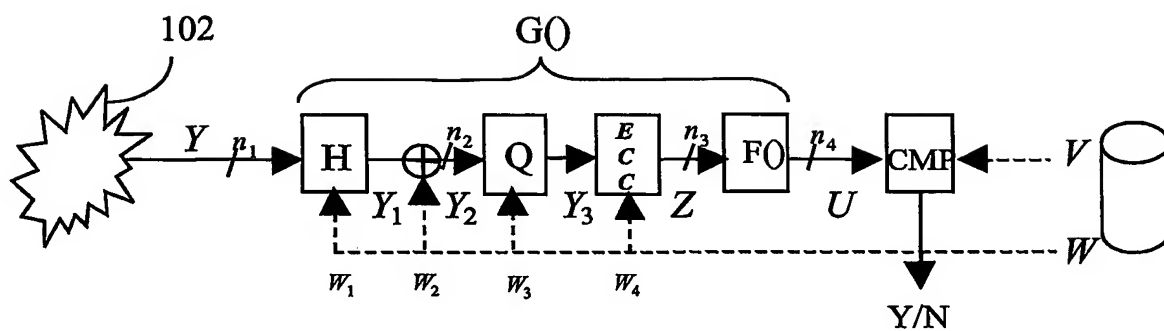 102
G()
Y n₁ H n₂ Q E C C n₃ F() n₄ CMP V
Y₁ Y₂ Y₃ Z U W
W₁ W₂ W₃ W₄
Y/N